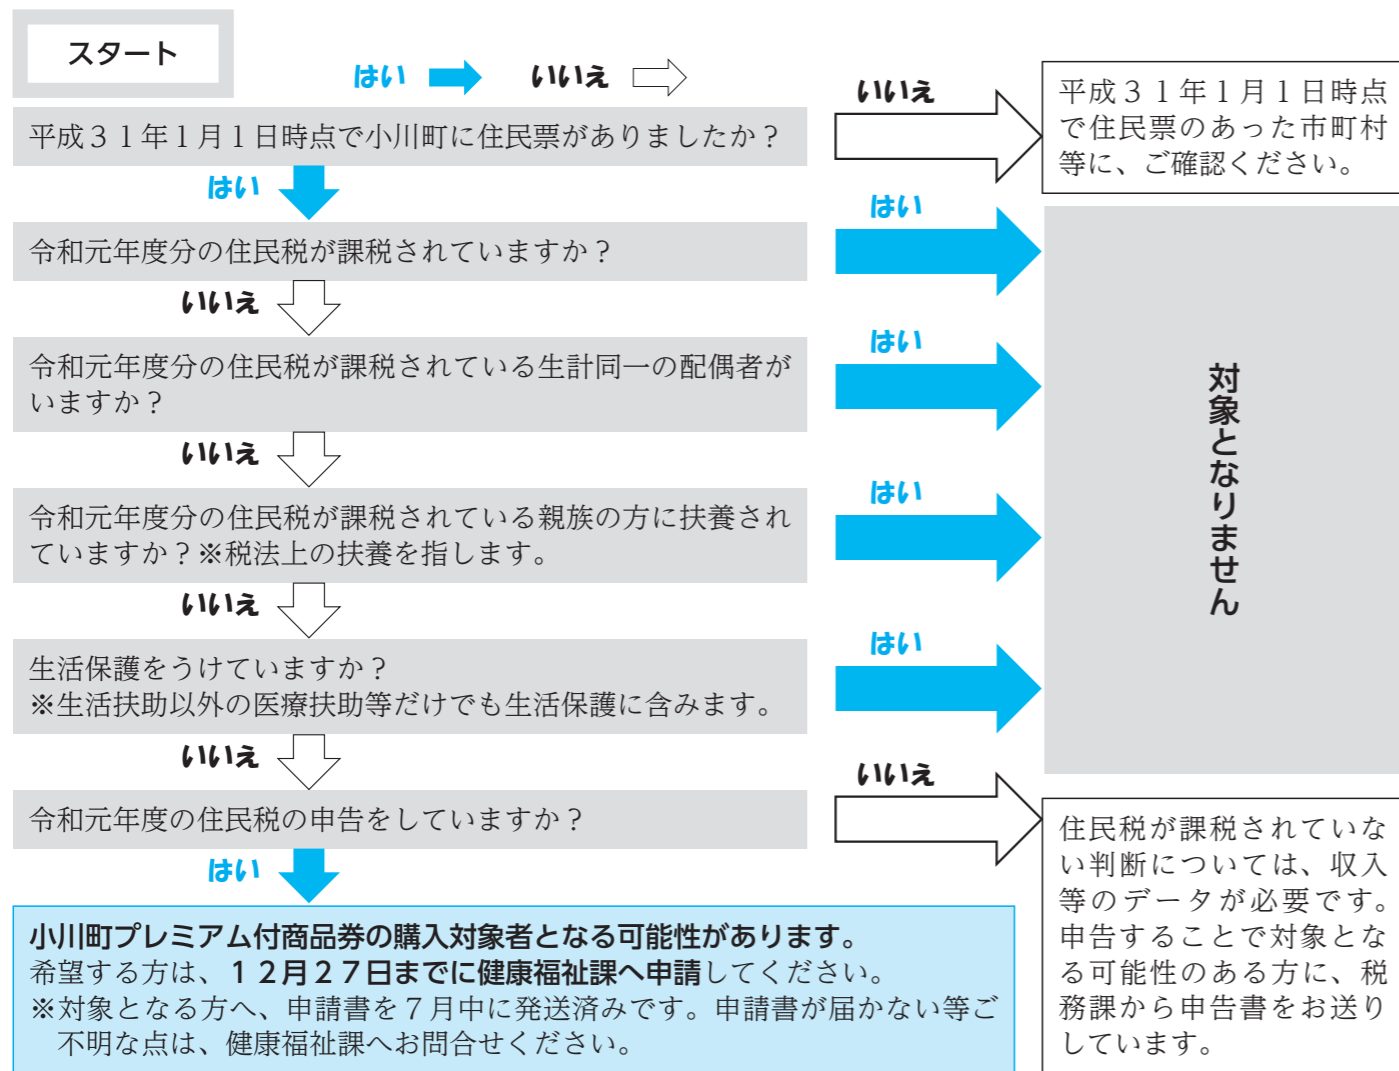 スタート
はい いいえ
平成３１年１月１日時点で小川町に住民票がありましたか？
いいえ
平成３１年１月１日時点
で住民票のあった市町村
等に、ご確認ください。
はい
令和元年度分の住民税が課税されていますか？
はい
いいえ
令和元年度分の住民税が課税されている生計同一の配偶者が
いますか？
はい
いいえ
令和元年度分の住民税が課税されている親族の方に扶養され
ていますか？※税法上の扶養を指します。
はい
いいえ
生活保護をうけていますか？
※生活扶助以外の医療扶助等だけでも生活保護に含みます。
はい
対象となりません
いいえ
令和元年度の住民税の申告をしていますか？
いいえ
住民税が課税されていな
い判断については、収入
等のデータが必要です。
申告することで対象とな
る可能性のある方に、税
務課から申告書をお送り
しています。
はい
小川町プレミアム付商品券の購入対象者となる可能性があります。
希望する方は、１２月２７日までに健康福祉課へ申請してください。
※対象となる方へ、申請書を７月中に発送済みです。申請書が届かない等ご
不明な点は、健康福祉課へお問合せください。